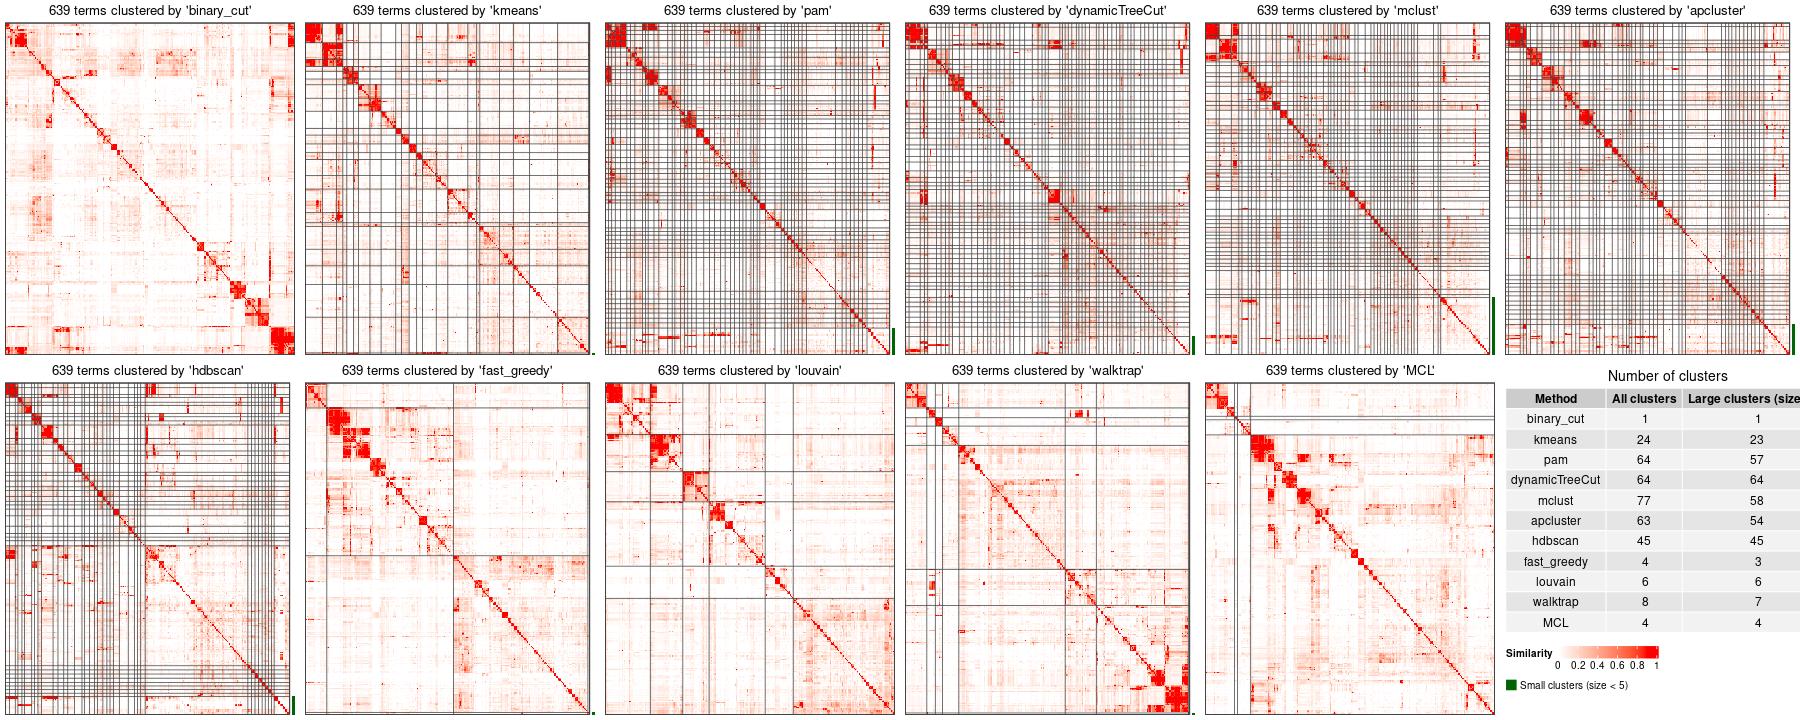 639 terms clustered by 'binary_cut'
639 terms clustered by 'kmeans'
639 terms clustered by 'pam'
639 terms clustered by 'dynamicTreeCut'
639 terms clustered by 'mclust'
639 terms clustered by 'apcluster'
639 terms clustered by 'hdbscan'
639 terms clustered by 'fast_greedy'
639 terms clustered by 'louvain'
639 terms clustered by 'walktrap'
639 terms clustered by 'MCL'
Number of clusters
Method All clusters Large clusters (size
binary_cut 1 1
kmeans 24 23
pam 64 57
dynamicTreeCut 64 64
mclust 77 58
apcluster 63 54
hdbscan 45 45
fast_greedy 4 3
louvain 6 6
walktrap 8 7
MCL 4 4
Similarity
0 0.2 0.4 0.6 0.8 1
Small clusters (size < 5)